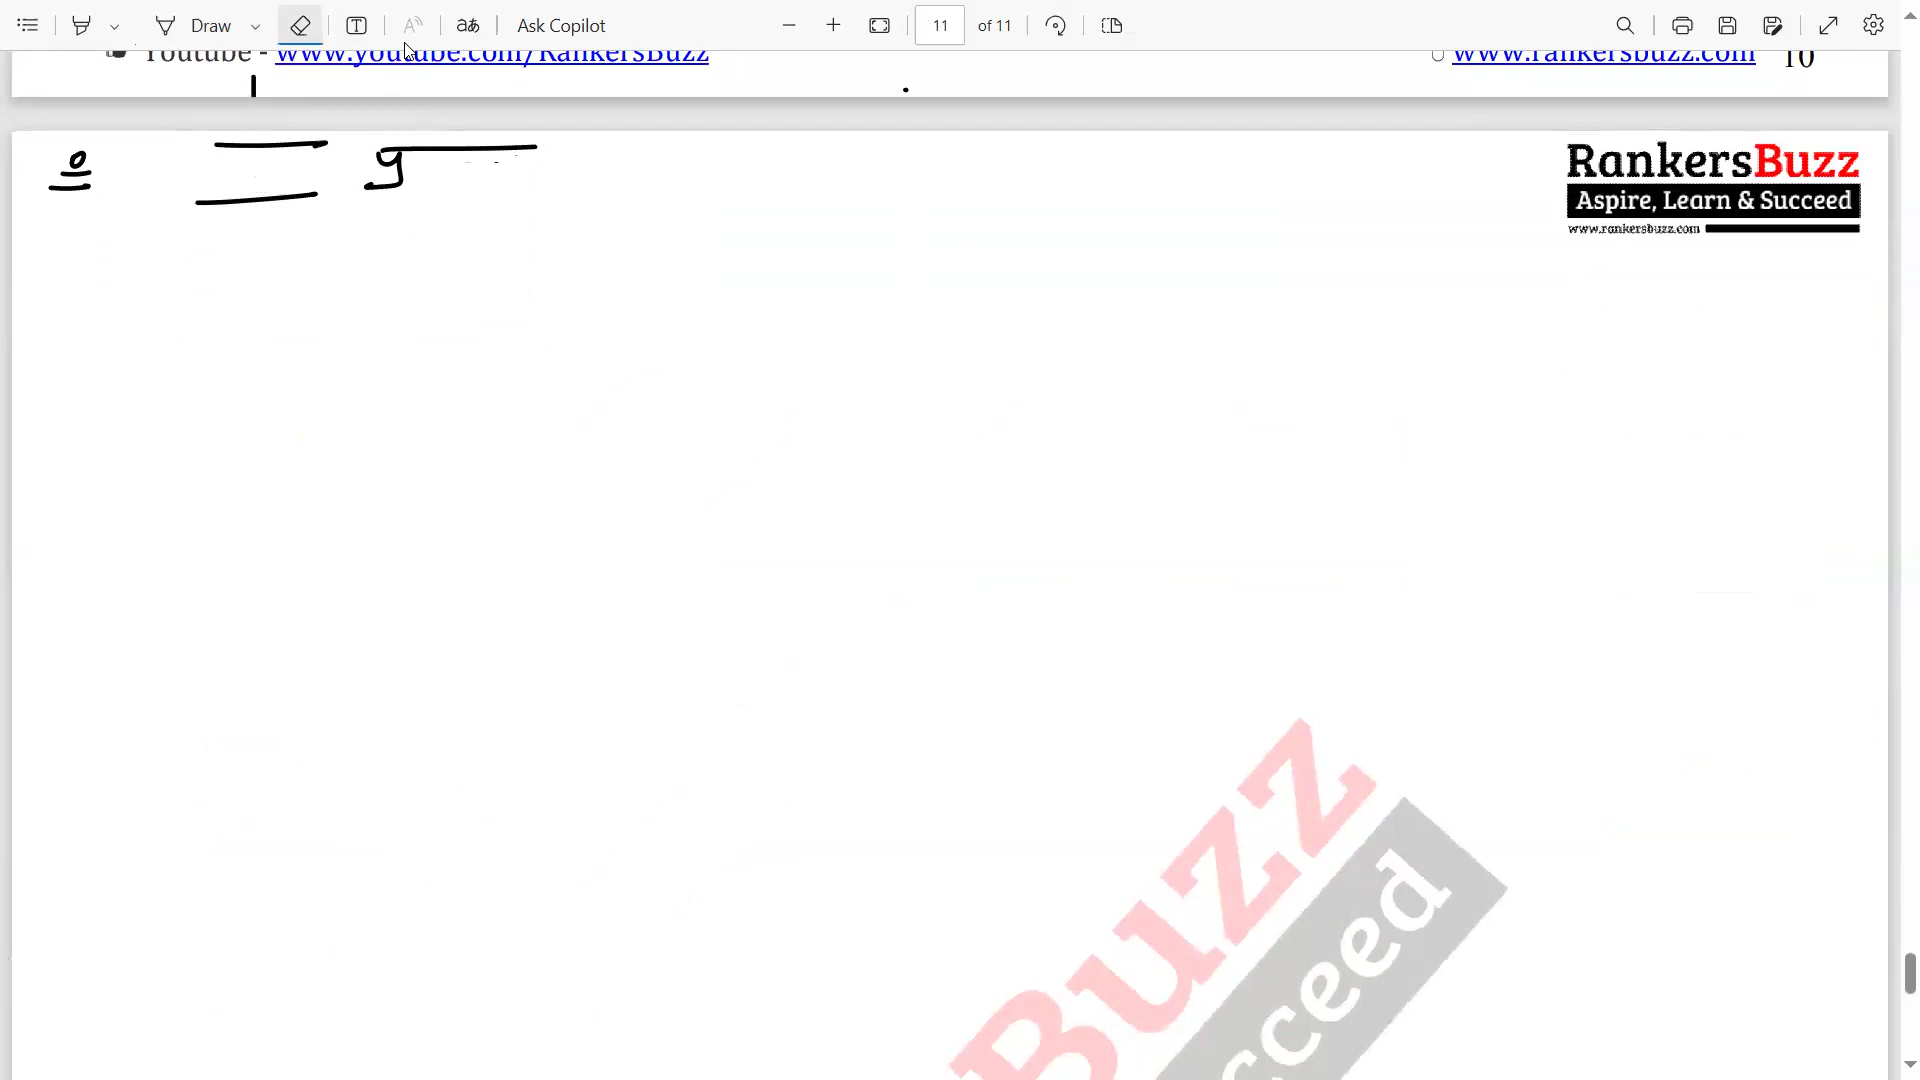 Draw
Ask Copilot
11 of 11
Youtube - www.youtube.com/RankersBuzz
www.rankersbuzz.com 10
RankersBuzz
Aspire, Learn & Succeed
www.rankersbuzz.com
Buzz
cceed